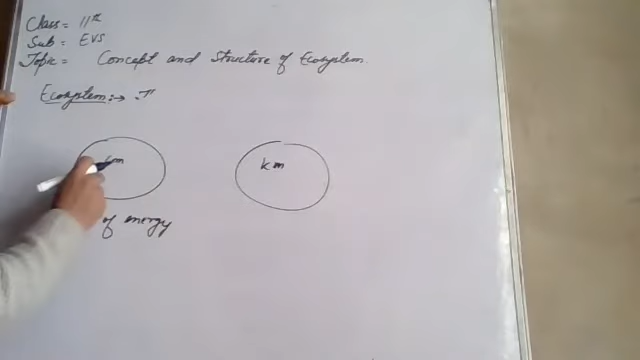 Class = 11th
Sub = EVS
Topic = Concept and Structure of Ecosystem.
Ecosystem :→
km
of energy